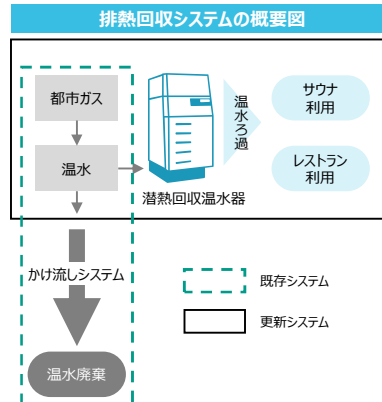 排熱回収システムの概要図
都市ガス
温水
潜熱回収温水器
温水ろ過
サウナ
利用
レストラン
利用
かけ流しシステム
温水廃棄
既存システム
更新システム